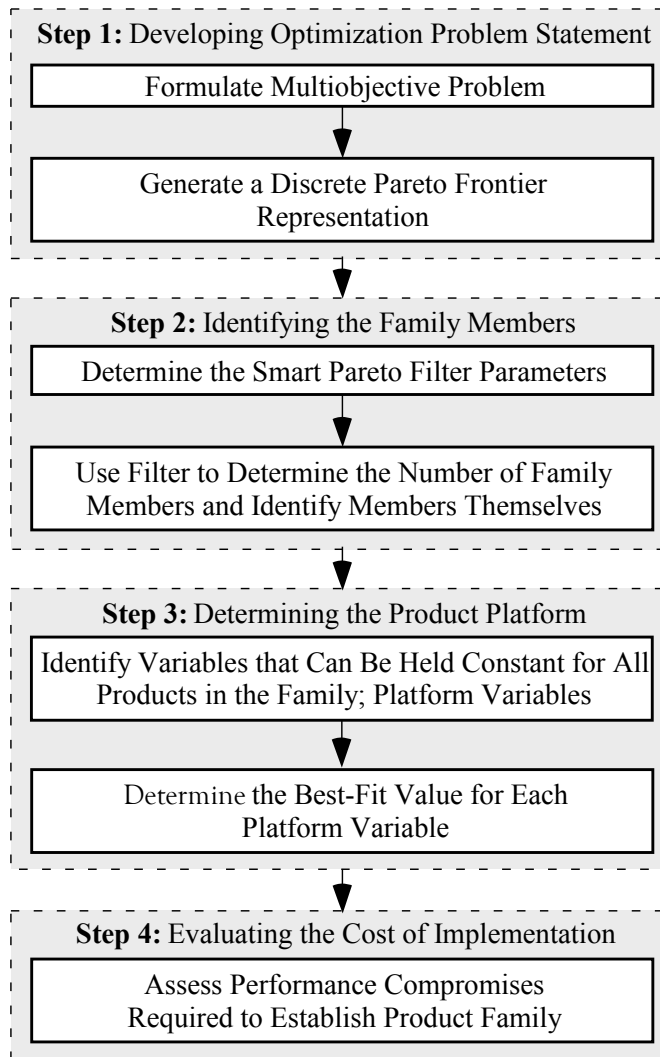 Step 1: Developing Optimization Problem Statement
Formulate Multiobjective Problem
Generate a Discrete Pareto Frontier
Representation
Step 2: Identifying the Family Members
Determine the Smart Pareto Filter Parameters
Use Filter to Determine the Number of Family
Members and Identify Members Themselves
Step 3: Determining the Product Platform
Identify Variables that Can Be Held Constant for All
Products in the Family; Platform Variables
Determine the Best-Fit Value for Each
Platform Variable
Step 4: Evaluating the Cost of Implementation
Assess Performance Compromises
Required to Establish Product Family